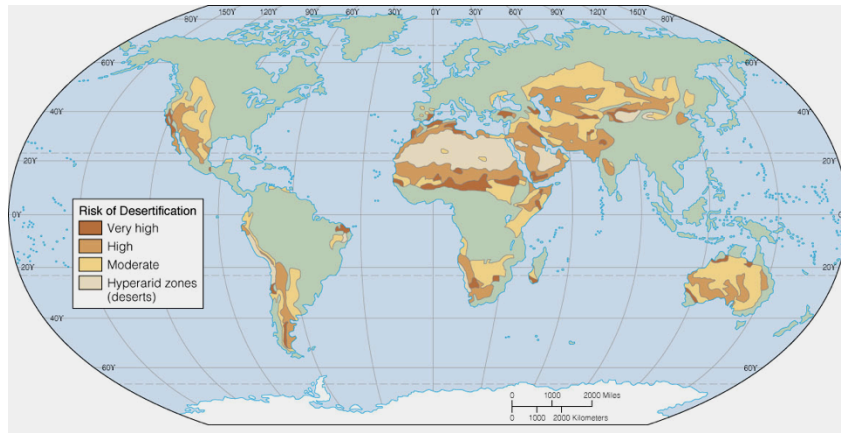 80Y 150Y 120Y 90Y 60Y 30Y 0Y 30Y 60Y 90Y 120Y 150Y 80Y
60Y 60Y
40Y 40Y
20Y 20Y
Risk of Desertification
Very high
High
Moderate
Hyperarid zones
(deserts)
0Y 0Y
20Y 20Y
40Y 40Y
60Y 60Y
0 1000 2000 Miles
0 1000 2000 Kilometers